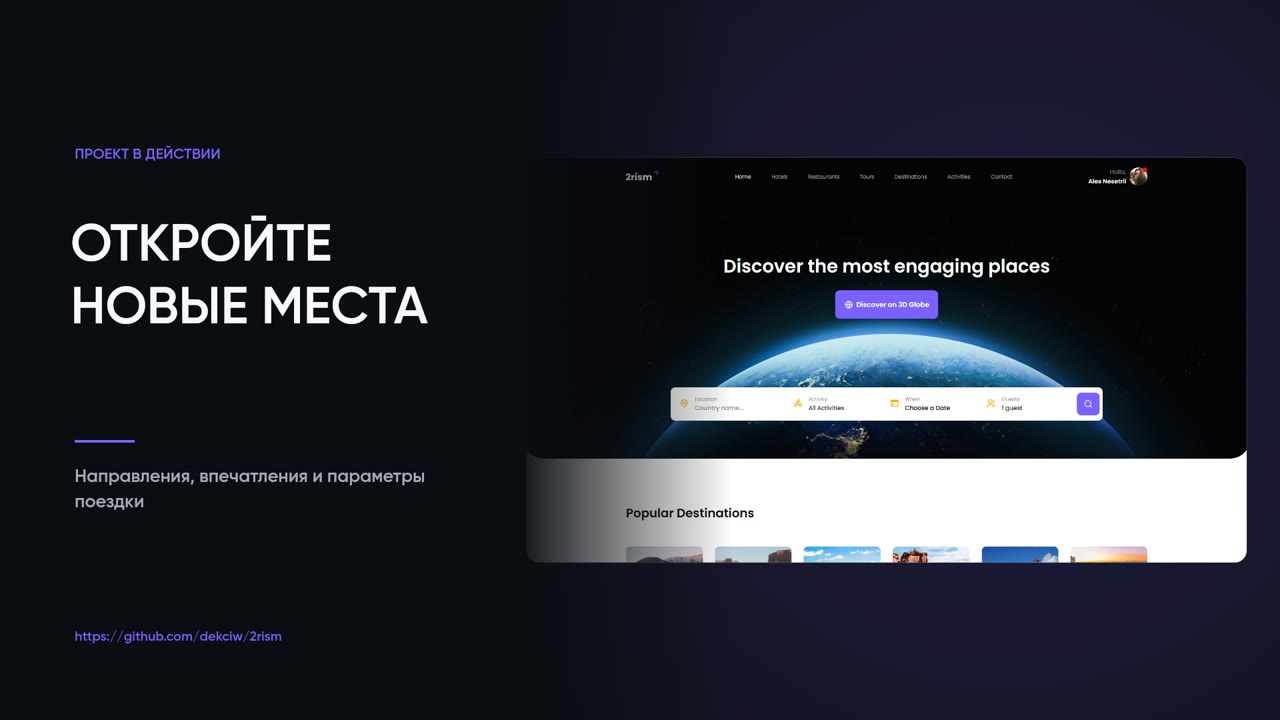 ПРОЕКТ В ДЕЙСТВИИ
ОТКРОЙТЕ
НОВЫЕ МЕСТА
Направления, впечатления и параметры
поездки
https://github.com/dekciw/2rism
2rism
Home Hotels Restaurants Tours Destinations Activities Contact
Hello,
Ales Nesetril
Discover the most engaging places
Discover on 3D Globe
Location Activity When Guests
Country name... All Activities Choose a Date 1 guest
Popular Destinations